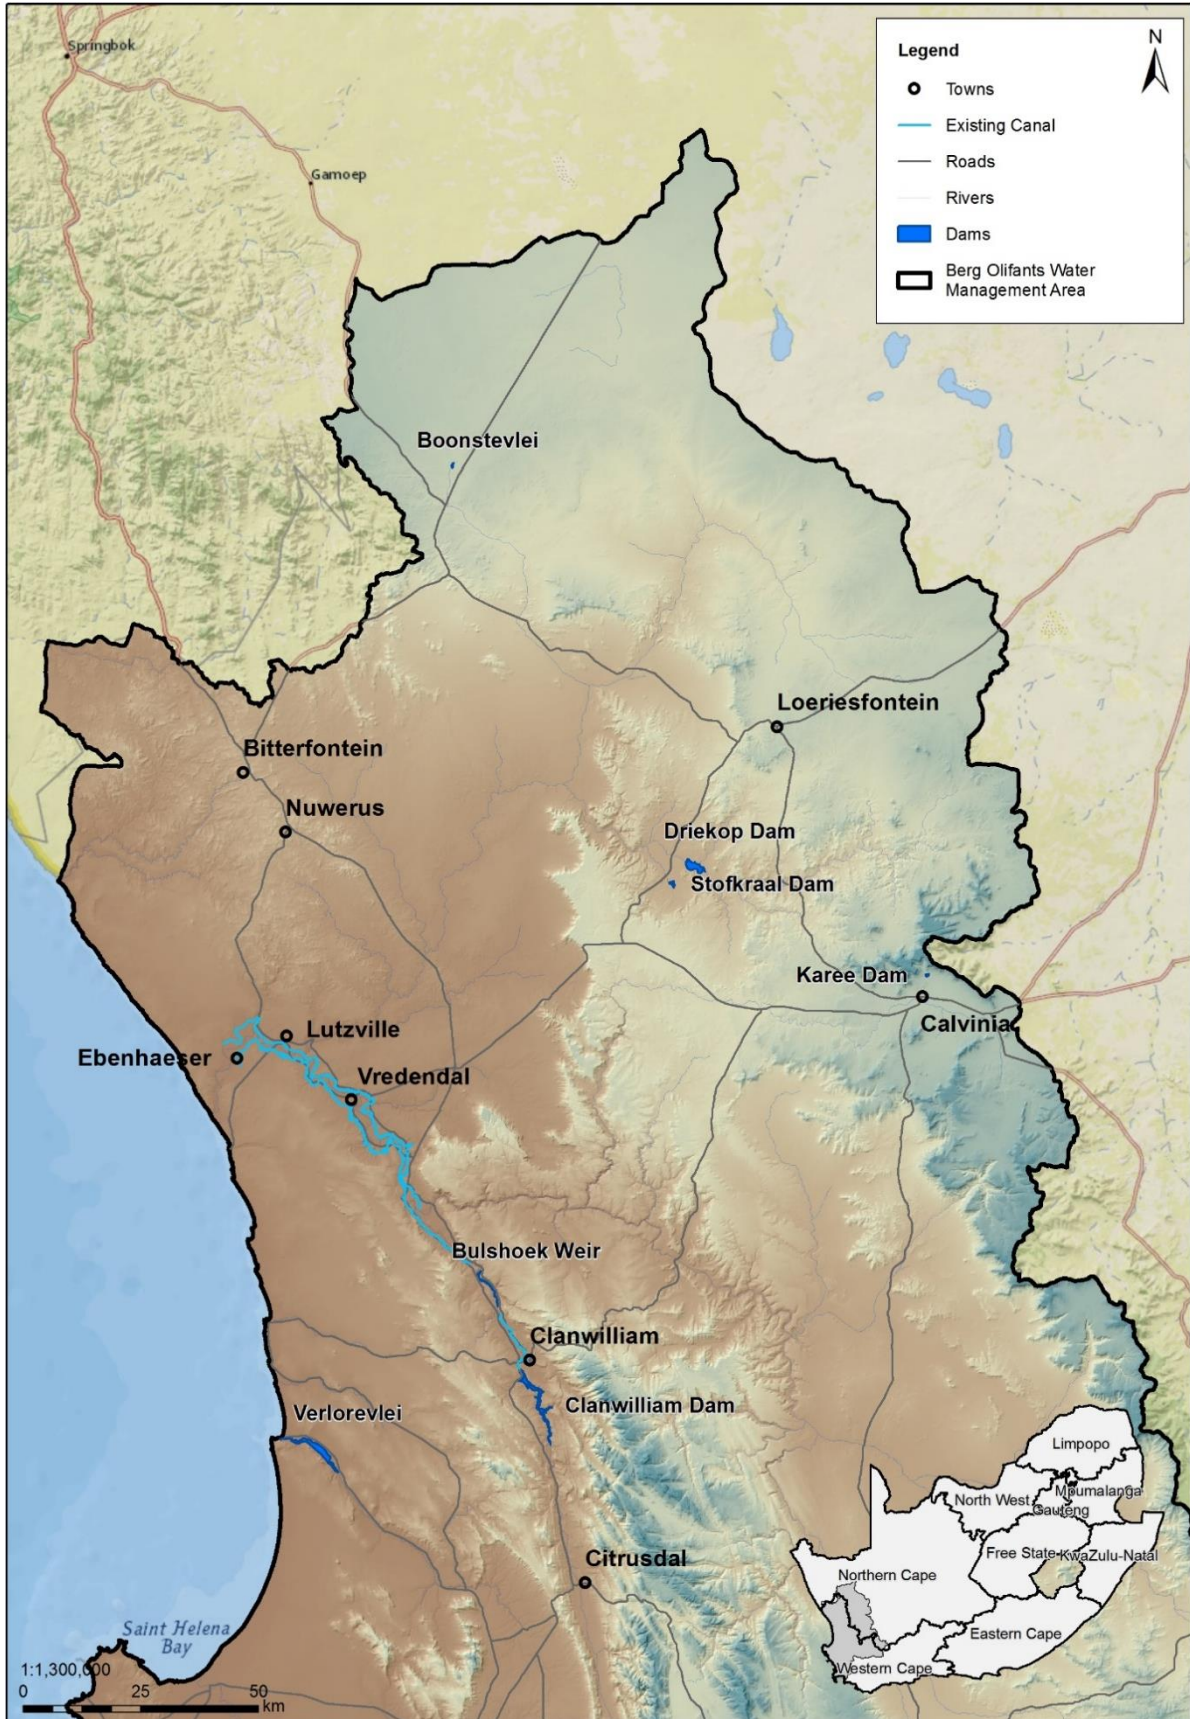 Springbok
Gamoep
Legend
N
Towns
Existing Canal
Roads
Rivers
Dams
Berg Olifants Water
Management Area
Boonstevlei
Loeriesfontein
Bitterfontein
Nuwerus
Driekop Dam
Stofkraal Dam
Karee Dam
Calvinia
Lutzville
Ebenhaeser
Vredendal
Bulshoek Weir
Clanwilliam
Clanwilliam Dam
Verlorevlei
Citrusdal
Saint Helena
Bay
1:1,300,000
0 25 50
km
Limpopo
North West
Mpumalanga
Gauteng
Free State
KwaZulu-Natal
Northern Cape
Eastern Cape
Western Cape